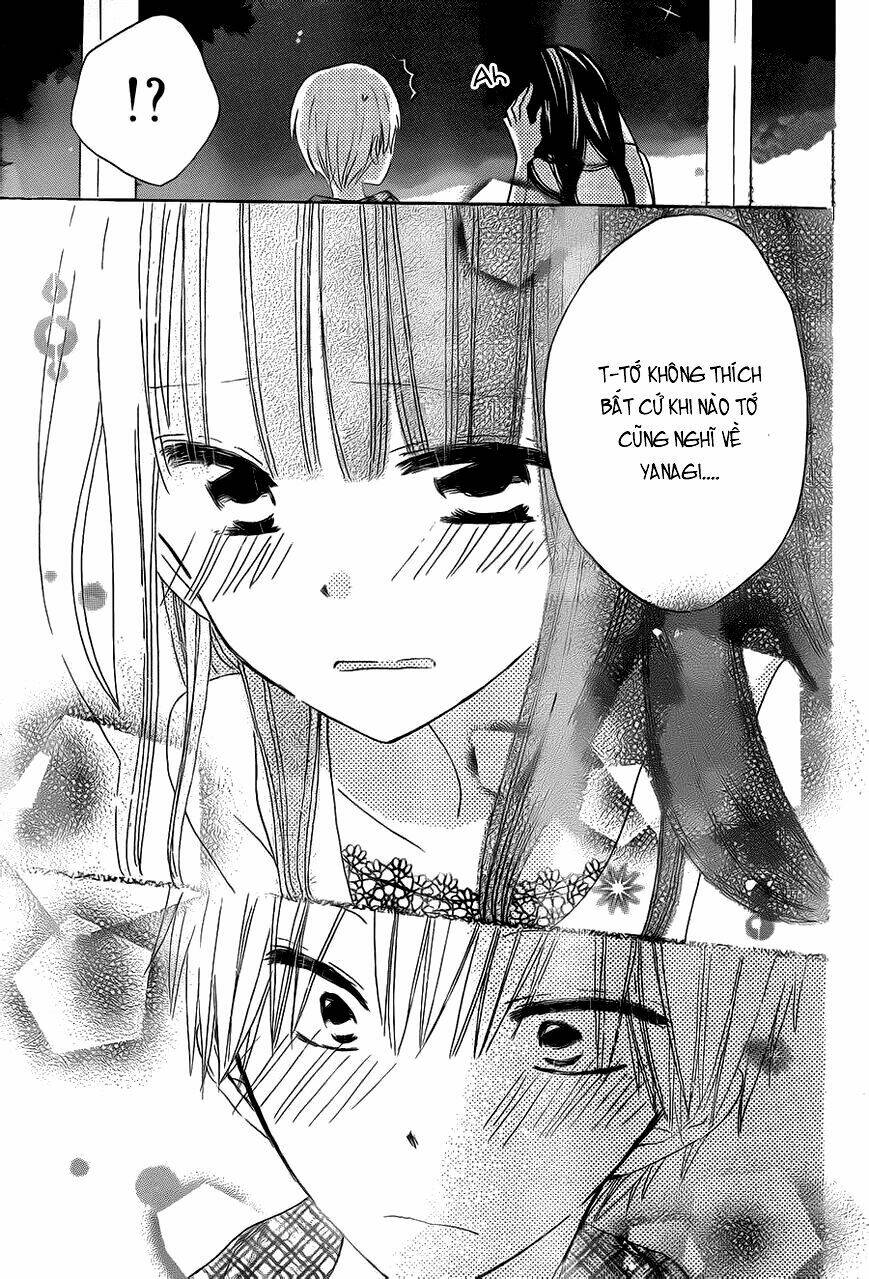 !?
Ah
T-TỚ KHÔNG THÍCH
BẤT CỨ KHI NÀO TỚ
CŨNG NGHĨ VỀ
YANAGI....